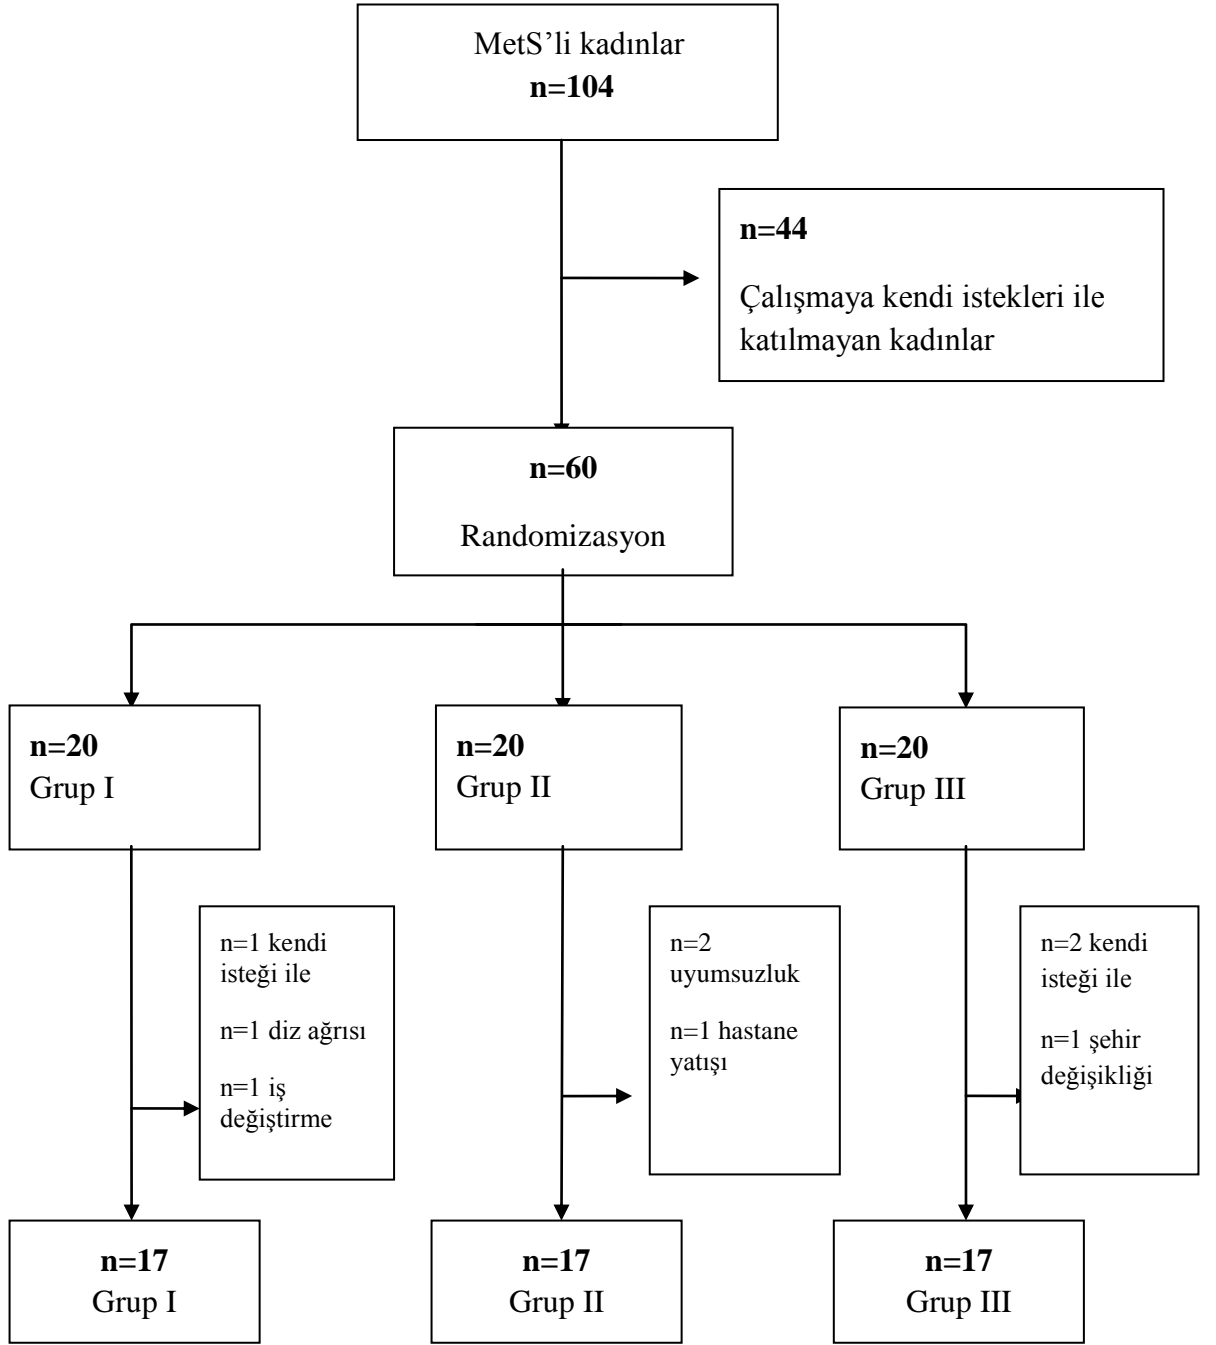 MetS’li kadınlar
n=104
n=44
Çalışmaya kendi istekleri ile
katılmayan kadınlar
n=60
Randomizasyon
n=20
Grup I
n=20
Grup II
n=20
Grup III
n=1 kendi
isteği ile
n=1 diz ağrısı
n=1 iş
değiştirme
n=2
uyumsuzluk
n=1 hastane
yatışı
n=2 kendi
isteği ile
n=1 şehir
değişikliği
n=17
Grup I
n=17
Grup II
n=17
Grup III